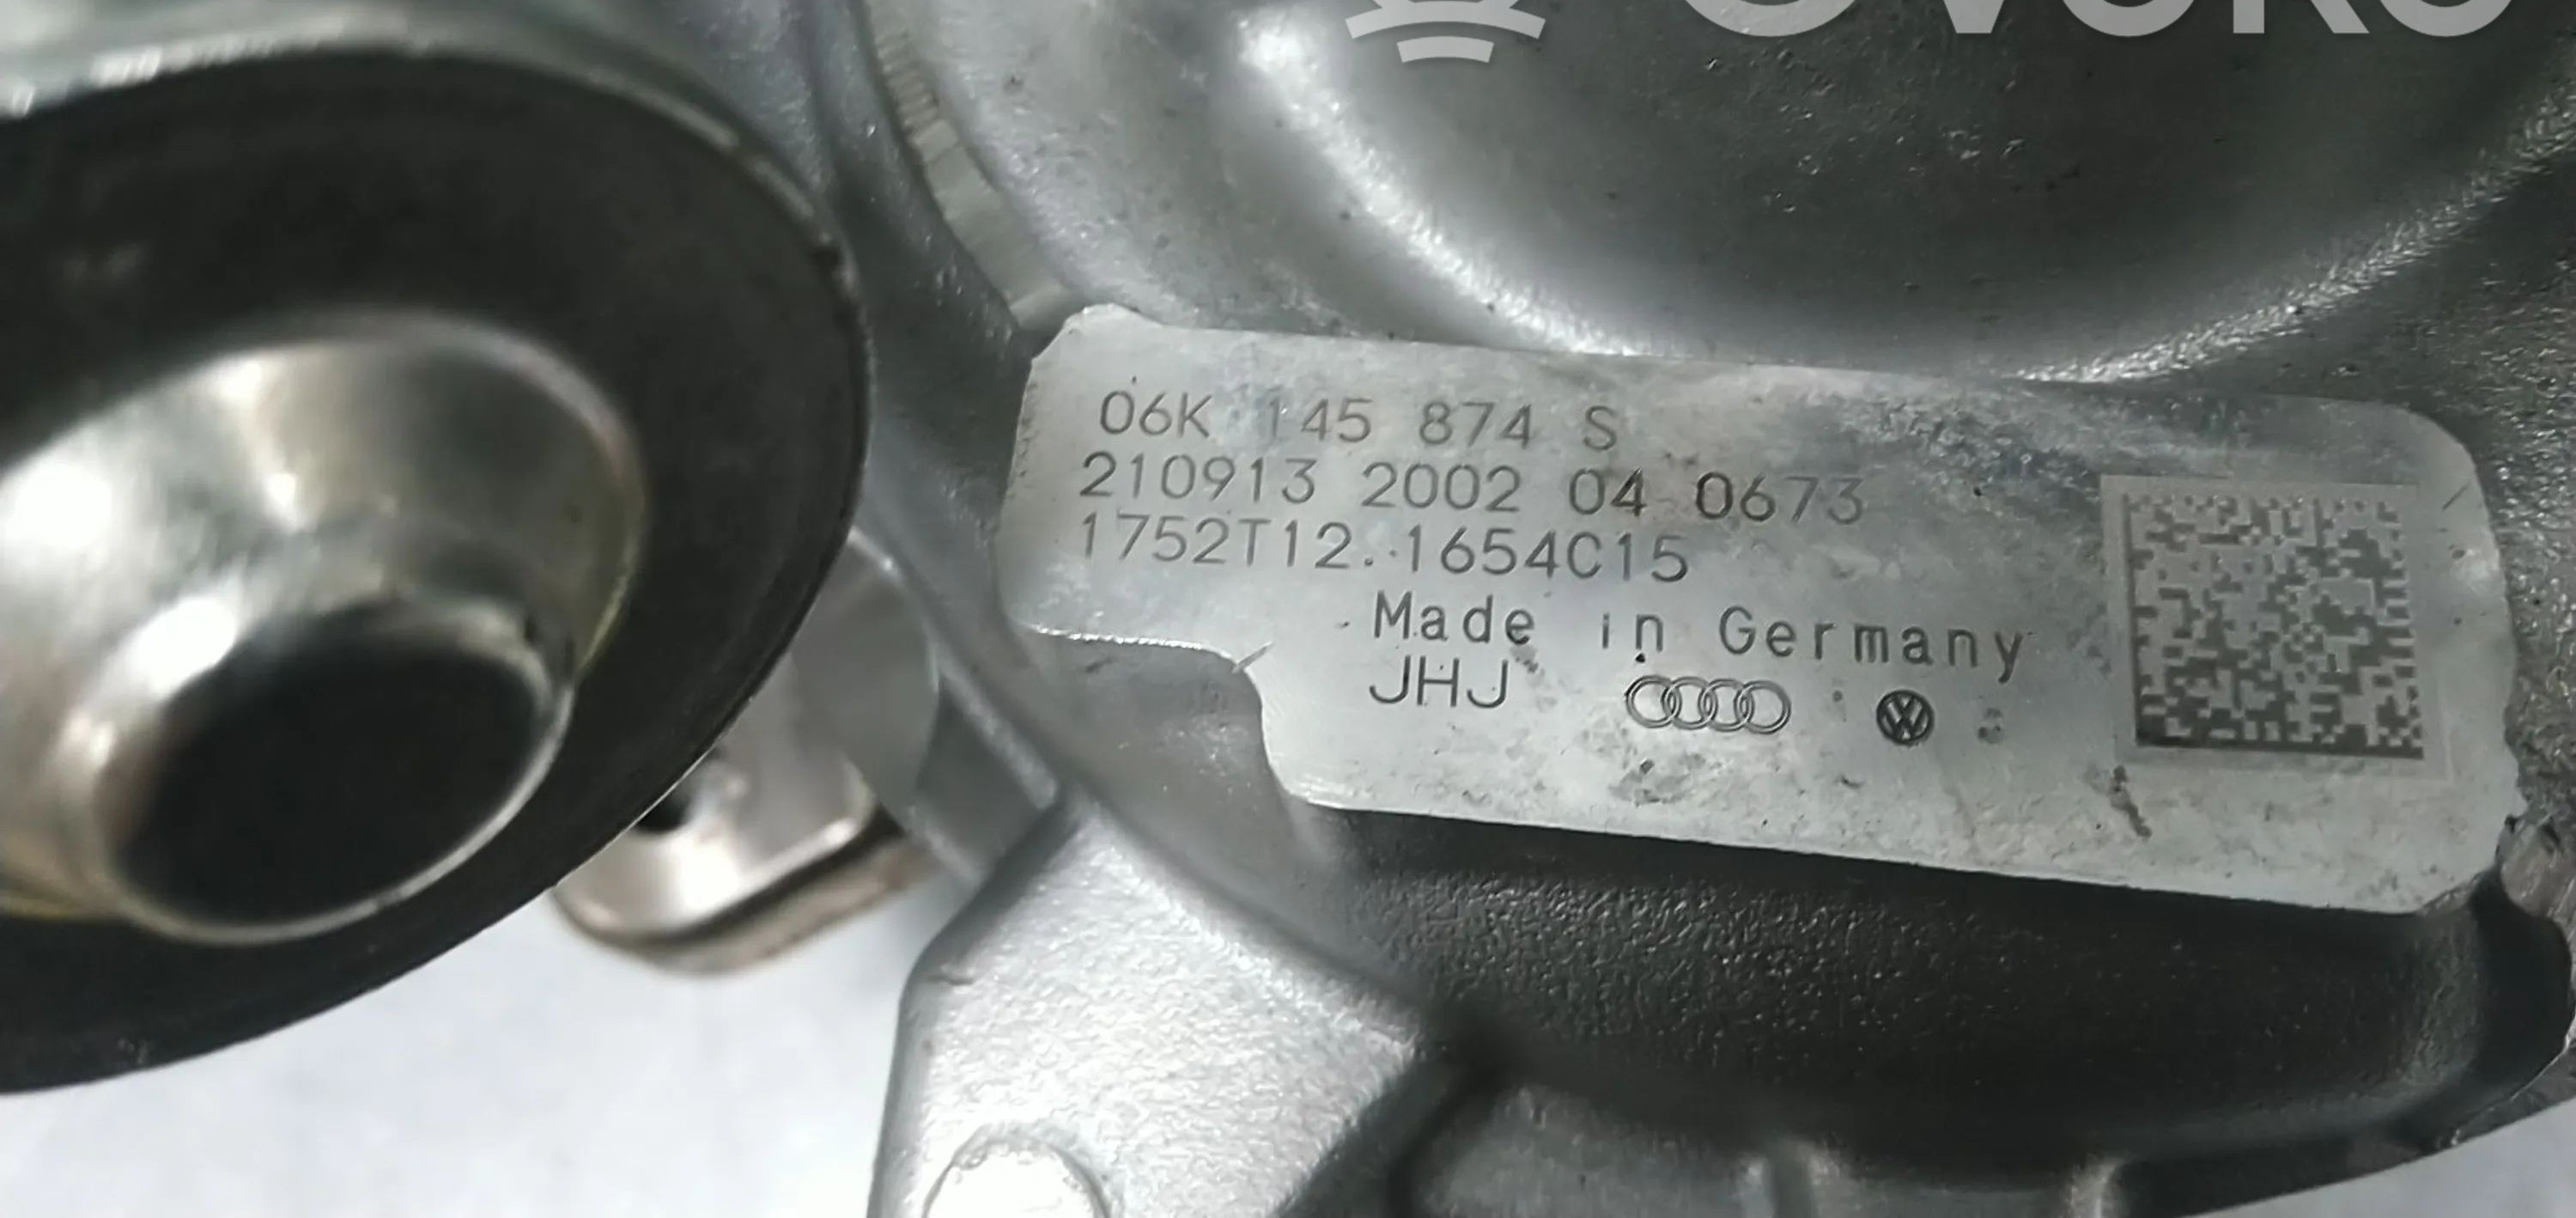 06K 145 874 S
210913 2002 04 0673
1752T12. 1654C15
Made in Germany
JHJ